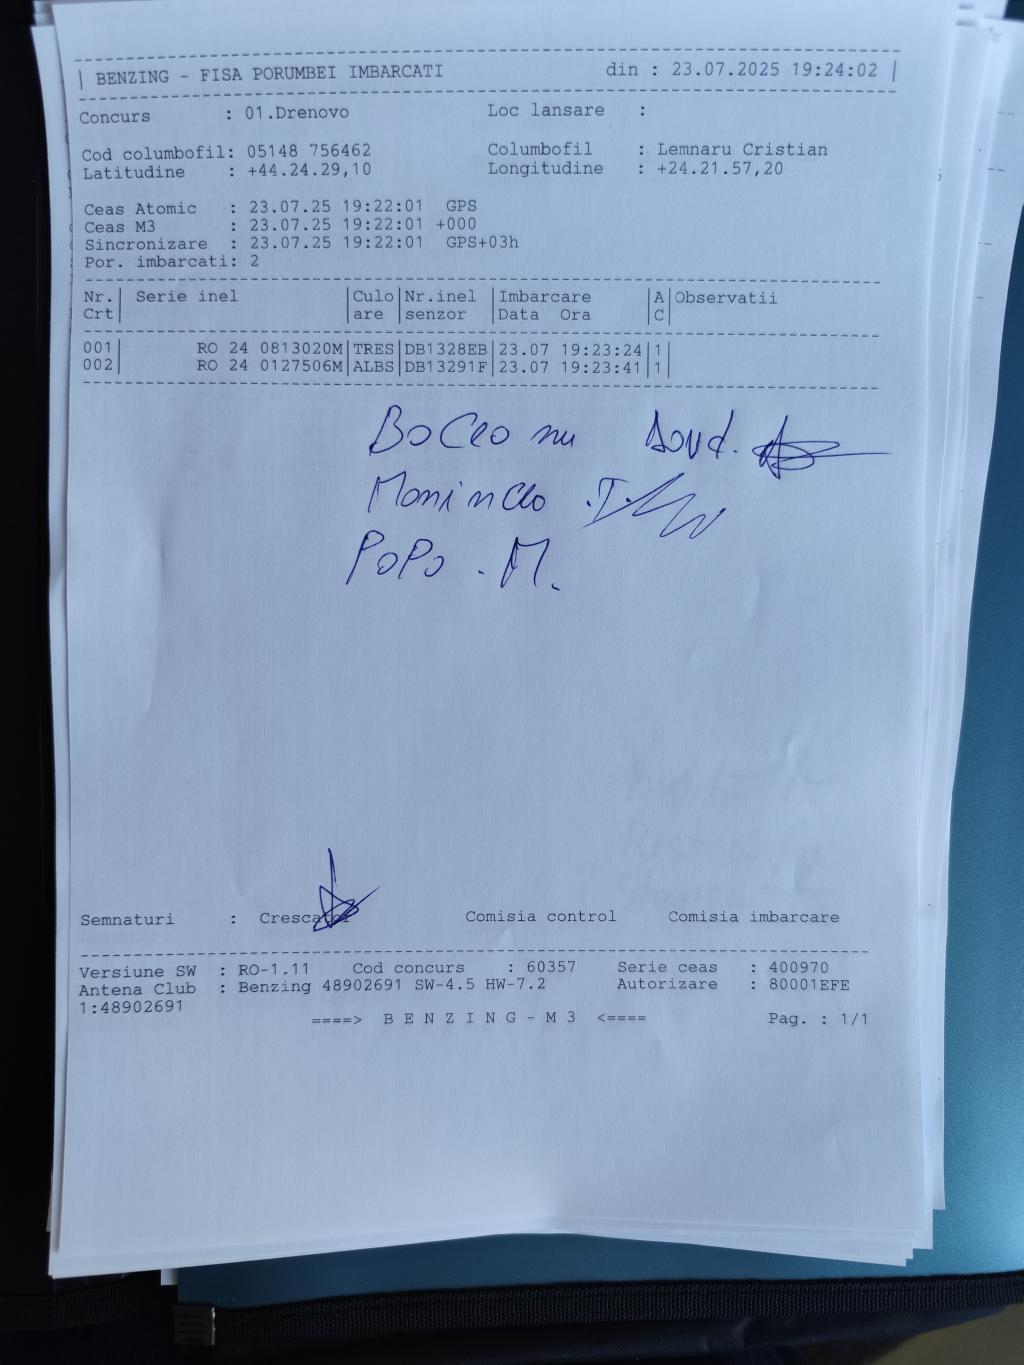 | BENZING - FISA PORUMBEI IMBARCATI din : 23.07.2025 19:24:02 |
Concurs : 01.Drenovo Loc lansare :
Cod columbofil: 05148 756462 Columbofil : Lemnaru Cristian
Latitudine : +44.24.29,10 Longitudine : +24.21.57,20
Ceas Atomic : 23.07.25 19:22:01 GPS
Ceas M3 : 23.07.25 19:22:01 +000
Sincronizare : 23.07.25 19:22:01 GPS+03h
Por. imbarcati: 2
Nr.| Serie inel |Culo|Nr.inel |Imbarcare |A|Observatii
Crt| |are |senzor |Data Ora |C|
001| RO 24 0813020M|TRES|DB1328EB|23.07 19:23:24|1|
002| RO 24 0127506M|ALBS|DB13291F|23.07 19:23:41|1|
PoPo . M.
Semnaturi : Crescator Comisia control Comisia imbarcare
Versiune SW : RO-1.11 Cod concurs : 60357 Serie ceas : 400970
Antena Club : Benzing 48902691 SW-4.5 HW-7.2 Autorizare : 80001EFE
1:48902691
====> B E N Z I N G - M 3 <==== Pag. : 1/1